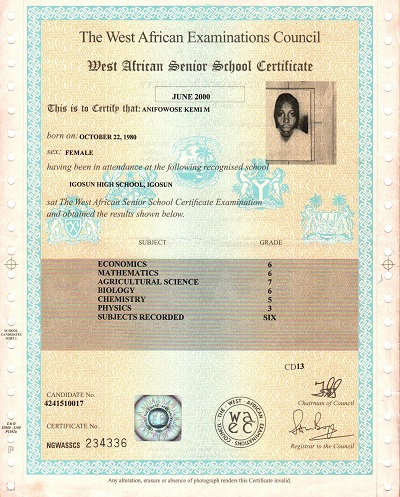 The West African Examinations Council
West African Senior School Certificate
JUNE 2000
This is to Certify that: ANIFOWOSE KEMI M
born on: OCTOBER 22, 1980
sex: FEMALE
having been in attendance at the following recognised school
IGOSUN HIGH SCHOOL, IGOSUN
sat The West African Senior School Certificate Examination
and obtained the results shown below.
SUBJECT GRADE
ECONOMICS 6
MATHEMATICS 6
AGRICULTURAL SCIENCE 7
BIOLOGY 6
CHEMISTRY 5
PHYSICS 3
SUBJECTS RECORDED SIX
SCHOOL
CANDIDATES
CD13
CANDIDATE No.
4241510017
Chairman of Council
CERTIFICATE No.
NGWASSCS 234336
THE WEST AFRICAN EXAMINATIONS COUNCIL
wa
ec
Registrar to the Council
Any alteration, erasure or absence of photograph renders this Certificate invalid.